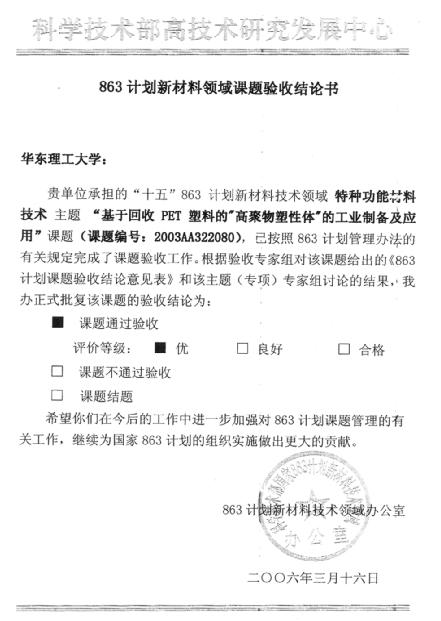 科学技术部高技术研究发展中心
863 计划新材料领域课题验收结论书
华东理工大学：
贵单位承担的“十五”863 计划新材料技术领域 特种功能材料
技术 主题 “基于回收 PET 塑料的"高聚物塑性体"的工业制备及应
用”课题（课题编号：2003AA322080），已按照 863 计划管理办法的
有关规定完成了课题验收工作。根据验收专家组对该课题给出的《863
计划课题验收结论意见表》和该主题（专项）专家组讨论的结果，我
办正式批复该课题的验收结论为：
■ 课题通过验收
评价等级： ■ 优 □ 良好 □ 合格
□ 课题不通过验收
□ 课题结题
希望你们在今后的工作中进一步加强对 863 计划课题管理的有
关工作，继续为国家 863 计划的组织实施做出更大的贡献。
863 计划新材料技术领域办公室
办公室
二〇〇六年三月十六日